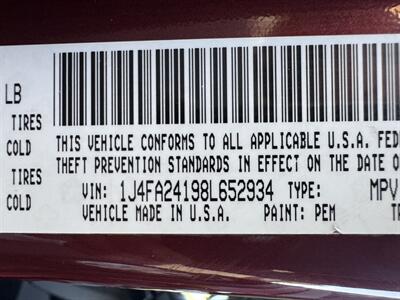 LB
TIRES
COLD
THIS VEHICLE CONFORMS TO ALL APPLICABLE U.S.A. FED
THEFT PREVENTION STANDARDS IN EFFECT ON THE DATE O
TIRES
COLD
VIN: 1J4FA24198L652934 TYPE: MPV
VEHICLE MADE IN U.S.A. PAINT: PEM TR